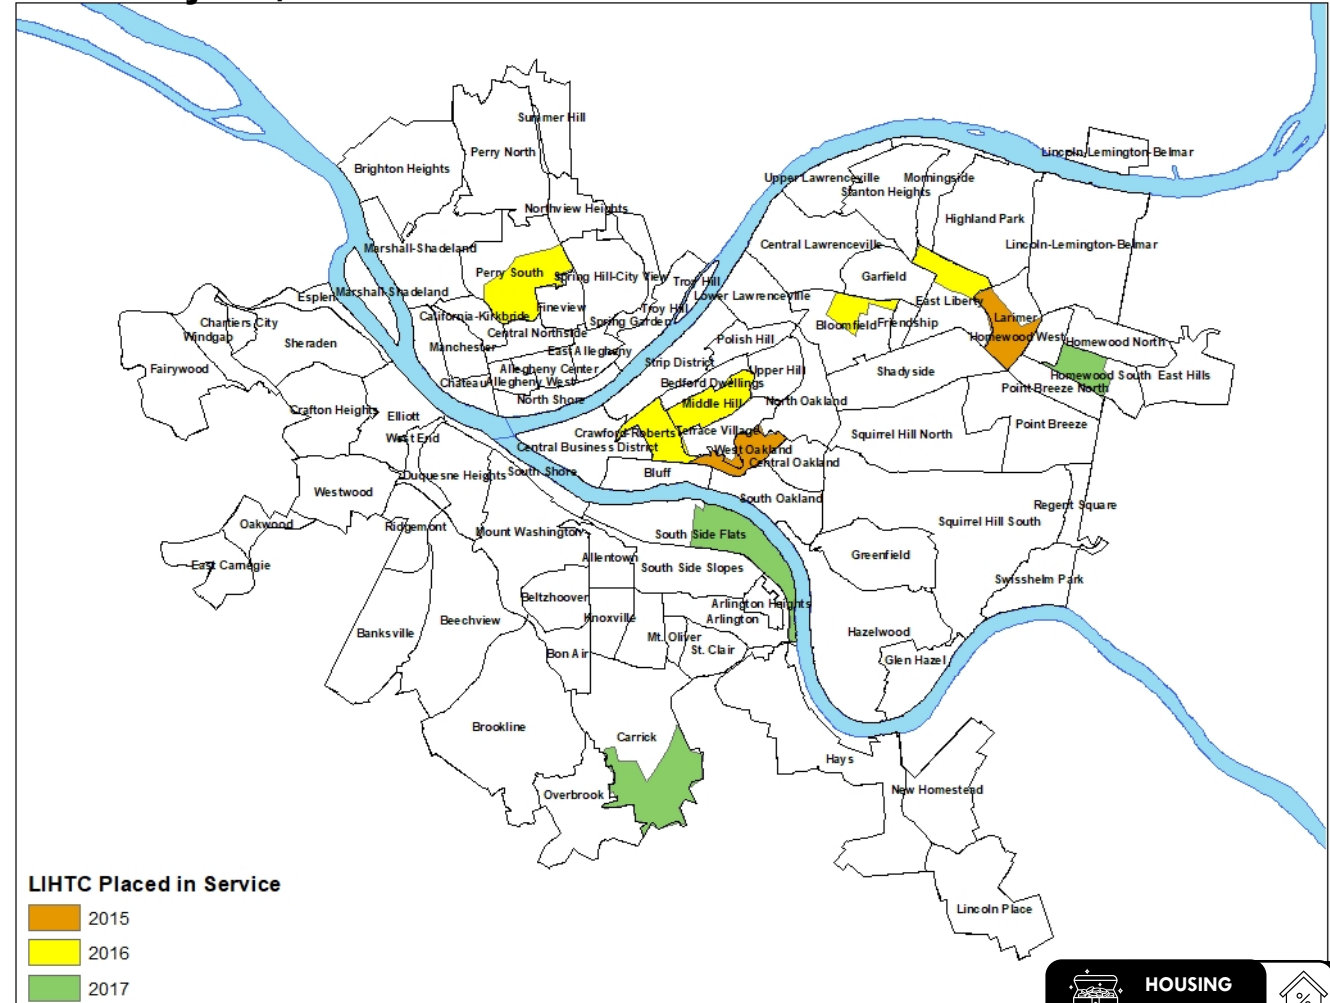 Summer Hill
Perry North
Lincoln-Lemington-Belmar
Brighton Heights
Upper Lawrenceville
Morningside
Stanton Heights
Northview Heights
Highland Park
Marshall-Shadeland
Central Lawrenceville
Lincoln-Lemington-Belmar
Perry South
Spring Hill-City View
Garfield
Troy Hill
Esplen
Marshall-Shadeland
Lower Lawrenceville
East Liberty
Fineview
Troy Hill
California-Kirkbride
Spring Garden
Larimer
Chartiers City
Bloomfield
Friendship
Windgap
Central Northside
Polish Hill
Homewood West
Homewood North
Sheraden
Manchester
East Allegheny
Strip District
Fairywood
Allegheny Center
Upper Hill
Shadyside
Homewood South
East Hills
Chateau
Allegheny West
Bedford Dwellings
Point Breeze North
North Shore
Middle Hill
North Oakland
Crafton Heights
Elliott
Point Breeze
West End
Crawford-Roberts
Terrace Village
Squirrel Hill North
Central Business District
West Oakland
Central Oakland
Duquesne Heights
South Shore
Bluff
Westwood
South Oakland
Regent Square
Oakwood
Ridgemont
Mount Washington
South Side Flats
Squirrel Hill South
East Carnegie
Allentown
South Side Slopes
Greenfield
Swisshelm Park
Beltzhoover
Arlington Heights
Beechview
Knoxville
Arlington
Banksville
Mt. Oliver
Hazelwood
Bon Air
St. Clair
Glen Hazel
Brookline
Carrick
Hays
Overbrook
New Homestead
Lincoln Place
LIHTC Placed in Service
2015
2016
2017
HOUSING
%